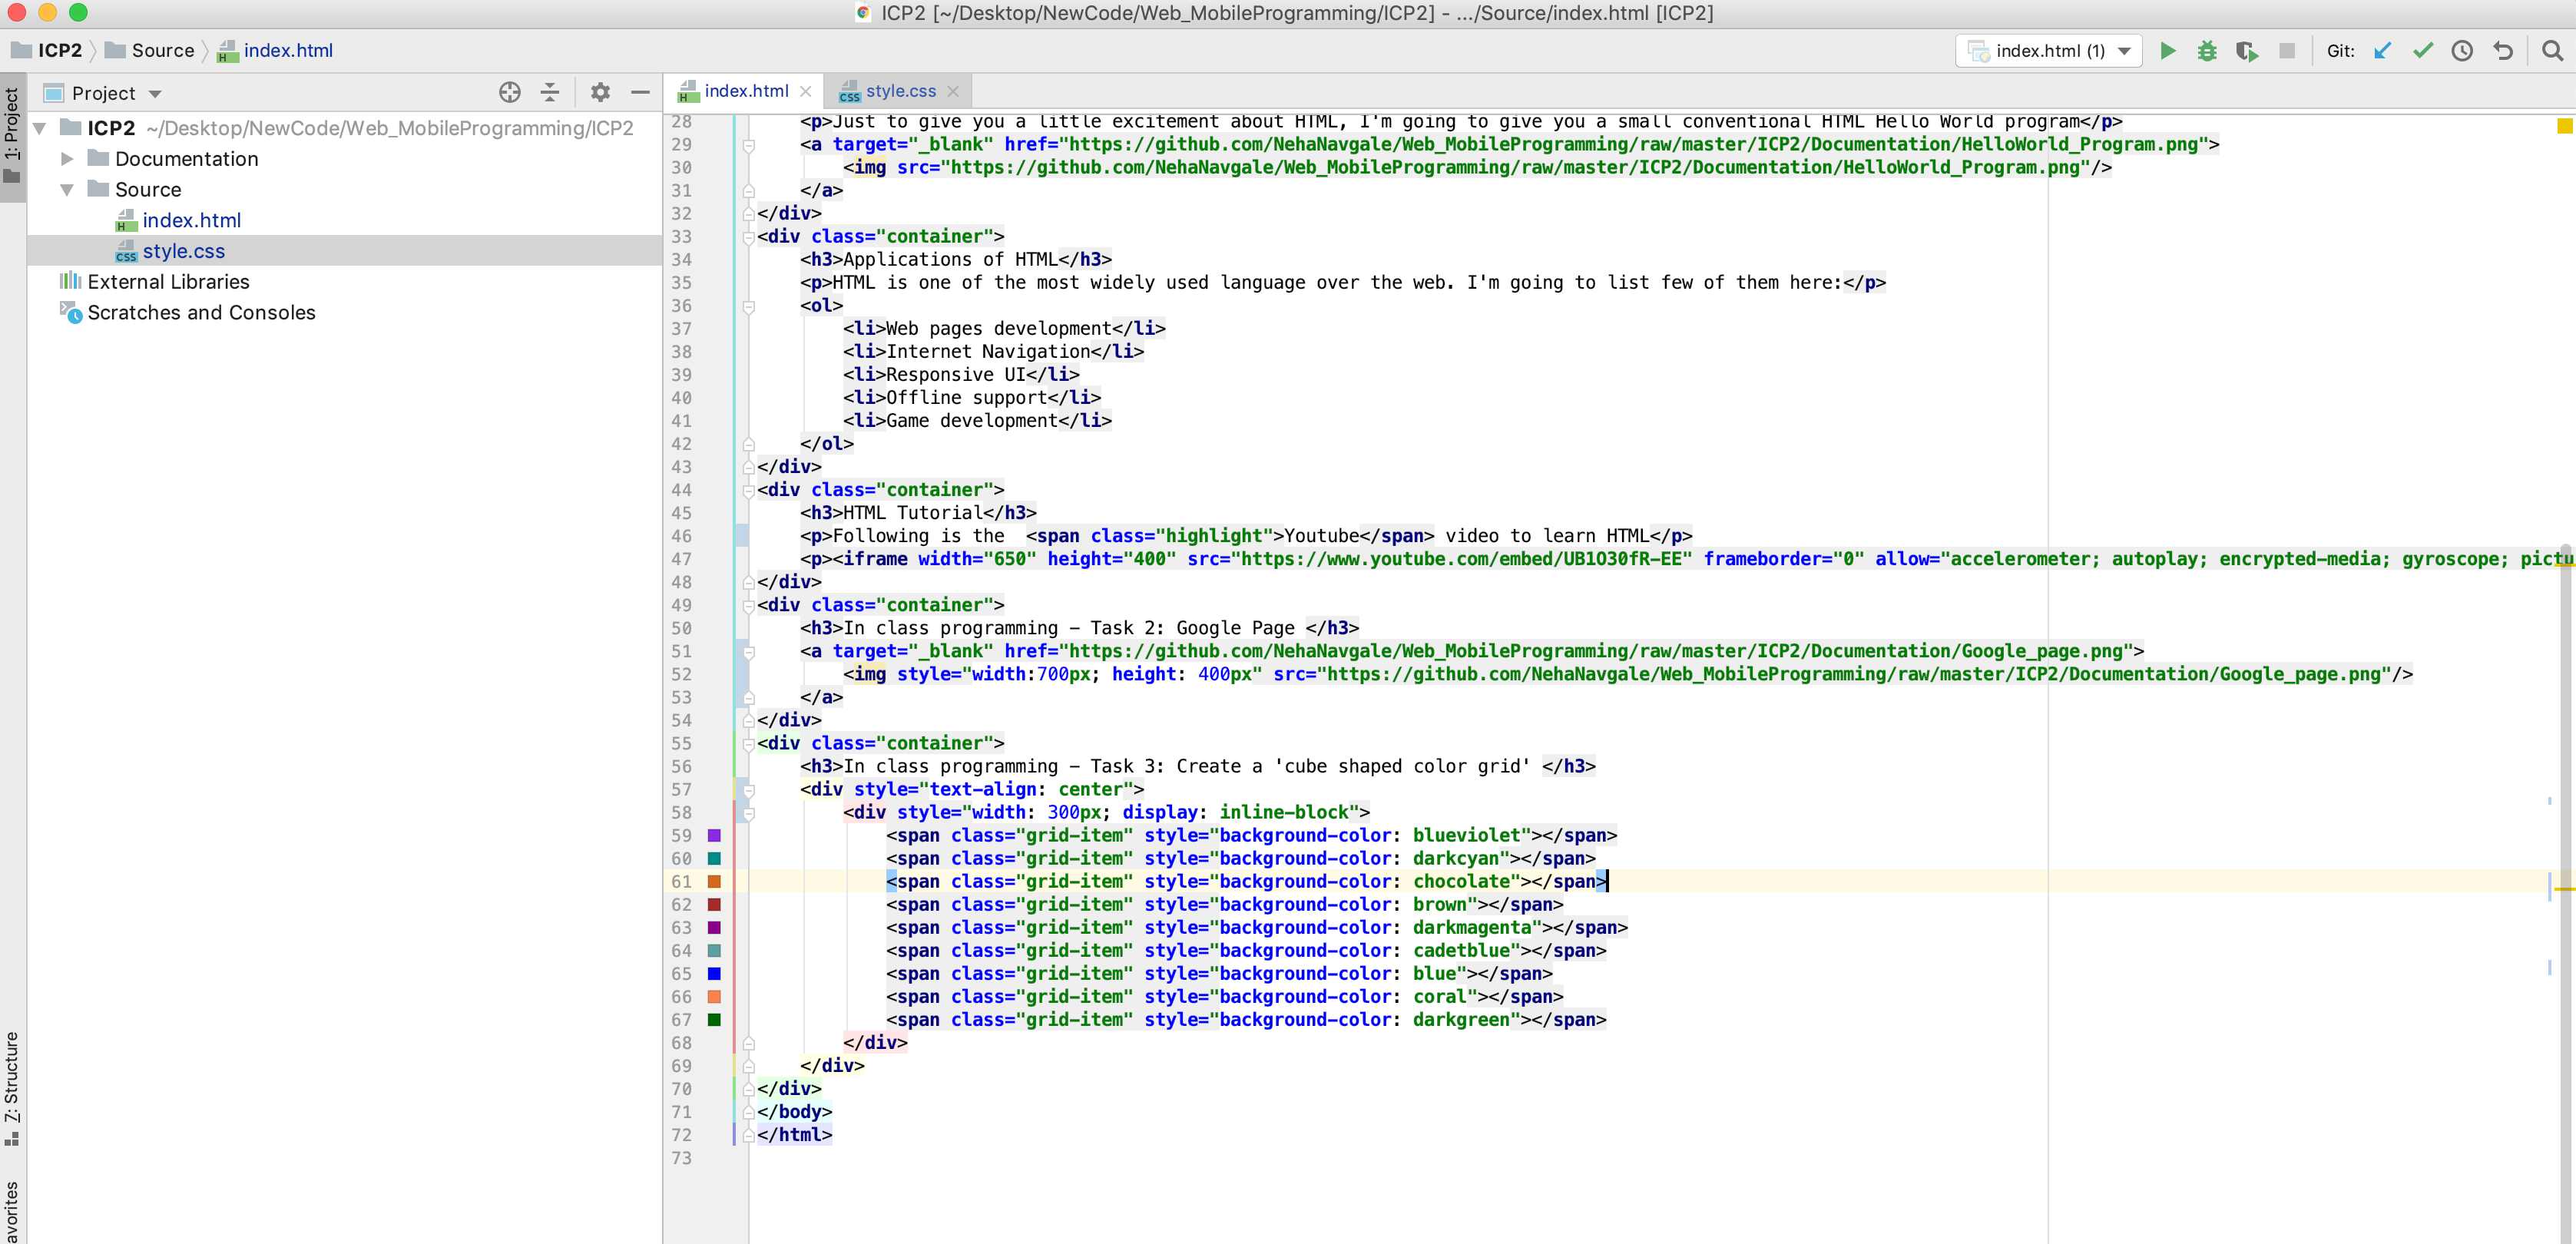 ICP2 [~/Desktop/NewCode/Web_MobileProgramming/ICP2] - .../Source/index.html [ICP2]
ICP2 Source index.html
index.html (1) Git:
1: Project
Project
index.html
style.css
ICP2 ~/Desktop/NewCode/Web_MobileProgramming/ICP2
Documentation
Source
index.html
style.css
External Libraries
Scratches and Consoles
28 <p>Just to give you a little excitement about HTML, I'm going to give you a small conventional HTML Hello World program</p>
29 <a target="_blank" href="https://github.com/NehaNavgale/Web_MobileProgramming/raw/master/ICP2/Documentation/HelloWorld_Program.png">
30 <img src="https://github.com/NehaNavgale/Web_MobileProgramming/raw/master/ICP2/Documentation/HelloWorld_Program.png"/>
31 </a>
32 </div>
33 <div class="container">
34 <h3>Applications of HTML</h3>
35 <p>HTML is one of the most widely used language over the web. I'm going to list few of them here:</p>
36 <ol>
37 <li>Web pages development</li>
38 <li>Internet Navigation</li>
39 <li>Responsive UI</li>
40 <li>Offline support</li>
41 <li>Game development</li>
42 </ol>
43 </div>
44 <div class="container">
45 <h3>HTML Tutorial</h3>
46 <p>Following is the  <span class="highlight">Youtube</span> video to learn HTML</p>
47 <p><iframe width="650" height="400" src="https://www.youtube.com/embed/UB1O30fR-EE" frameborder="0" allow="accelerometer; autoplay; encrypted-media; gyroscope; pictu
48 </div>
49 <div class="container">
50 <h3>In class programming – Task 2: Google Page </h3>
51 <a target="_blank" href="https://github.com/NehaNavgale/Web_MobileProgramming/raw/master/ICP2/Documentation/Google_page.png">
52 <img style="width:700px; height: 400px" src="https://github.com/NehaNavgale/Web_MobileProgramming/raw/master/ICP2/Documentation/Google_page.png"/>
53 </a>
54 </div>
55 <div class="container">
56 <h3>In class programming – Task 3: Create a 'cube shaped color grid' </h3>
57 <div style="text-align: center">
58 <div style="width: 300px; display: inline-block">
59 <span class="grid-item" style="background-color: blueviolet"></span>
60 <span class="grid-item" style="background-color: darkcyan"></span>
61 <span class="grid-item" style="background-color: chocolate"></span>
62 <span class="grid-item" style="background-color: brown"></span>
63 <span class="grid-item" style="background-color: darkmagenta"></span>
64 <span class="grid-item" style="background-color: cadetblue"></span>
65 <span class="grid-item" style="background-color: blue"></span>
66 <span class="grid-item" style="background-color: coral"></span>
67 <span class="grid-item" style="background-color: darkgreen"></span>
68 </div>
69 </div>
70 </div>
71 </body>
72 </html>
73
Z: Structure
avorites